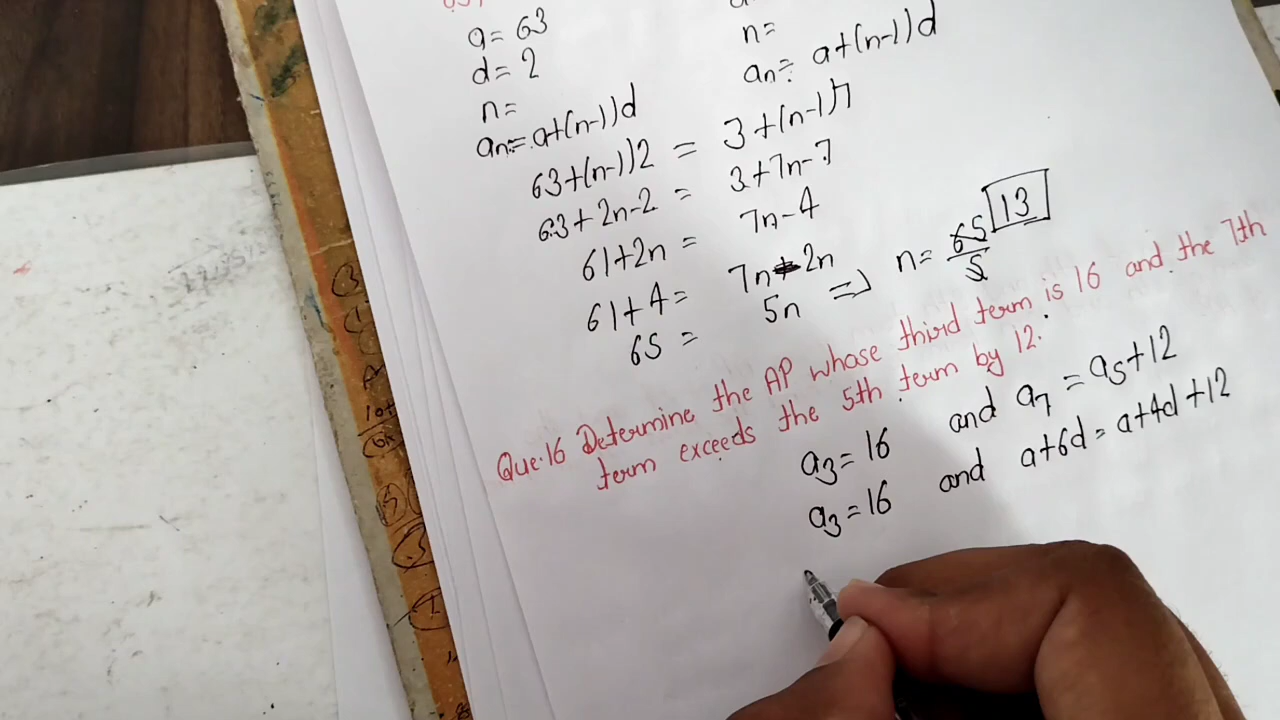 a = 63
d = 2
n =
n =
an = a+(n-1)d
an = a+(n-1)d
63+(n-1)2 = 3+(n-1)7
63+2n-2 = 3+7n-7
61+2n = 7n-4
61+4 = 7n-2n
65 = 5n => n = 65/5 13
Que.16 Determine the AP whose third term is 16 and the 7th
term exceeds the 5th term by 12.
a3 = 16 and a7 = a5+12
a3 = 16 and a+6d = a+4d+12